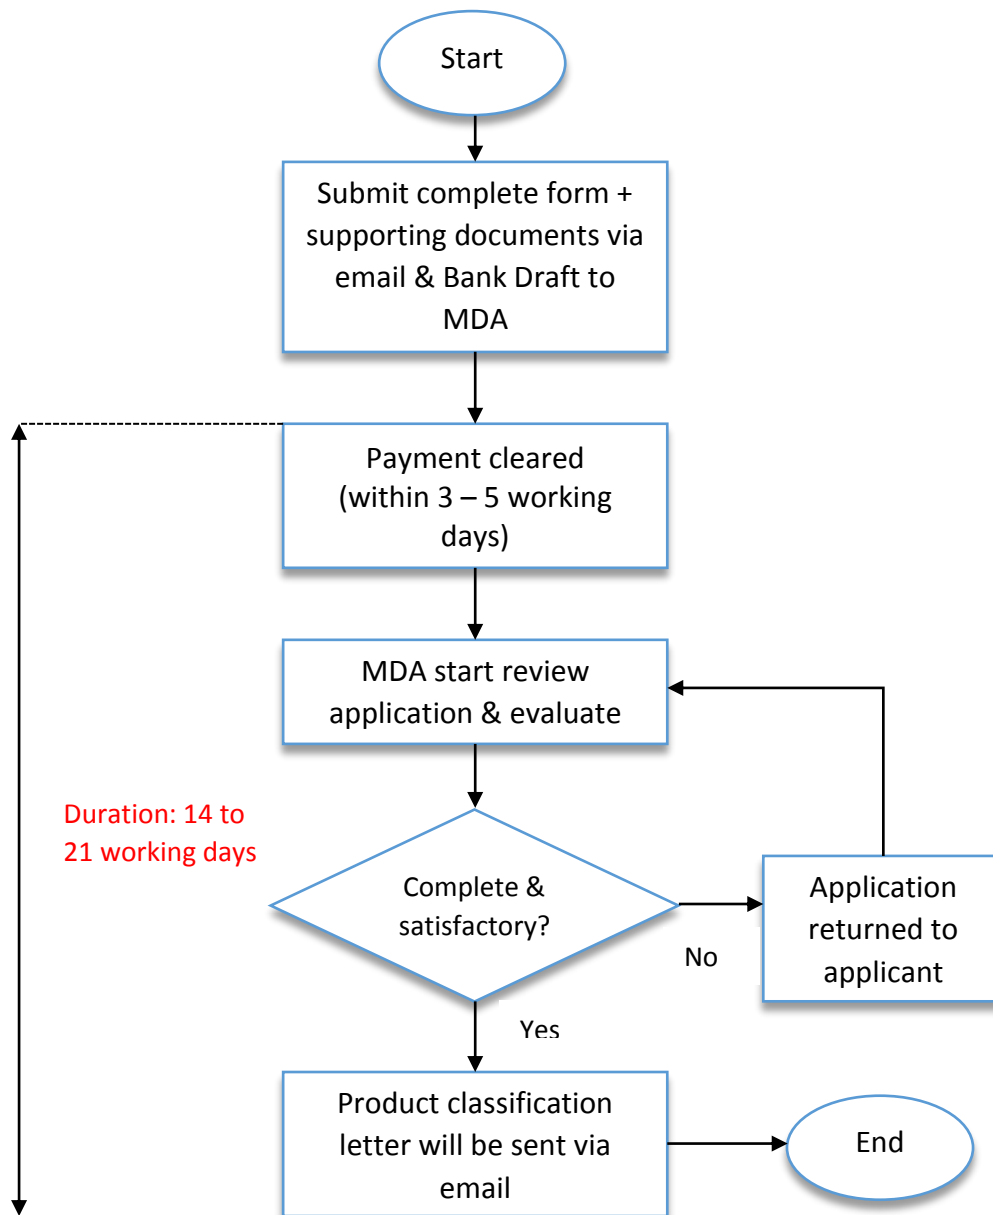 Start
Submit complete form +
supporting documents via
email & Bank Draft to
MDA
Payment cleared
(within 3 – 5 working
days)
MDA start review
application & evaluate
Duration: 14 to
21 working days
Complete &
satisfactory?
No
Application
returned to
applicant
Yes
Product classification
letter will be sent via
email
End